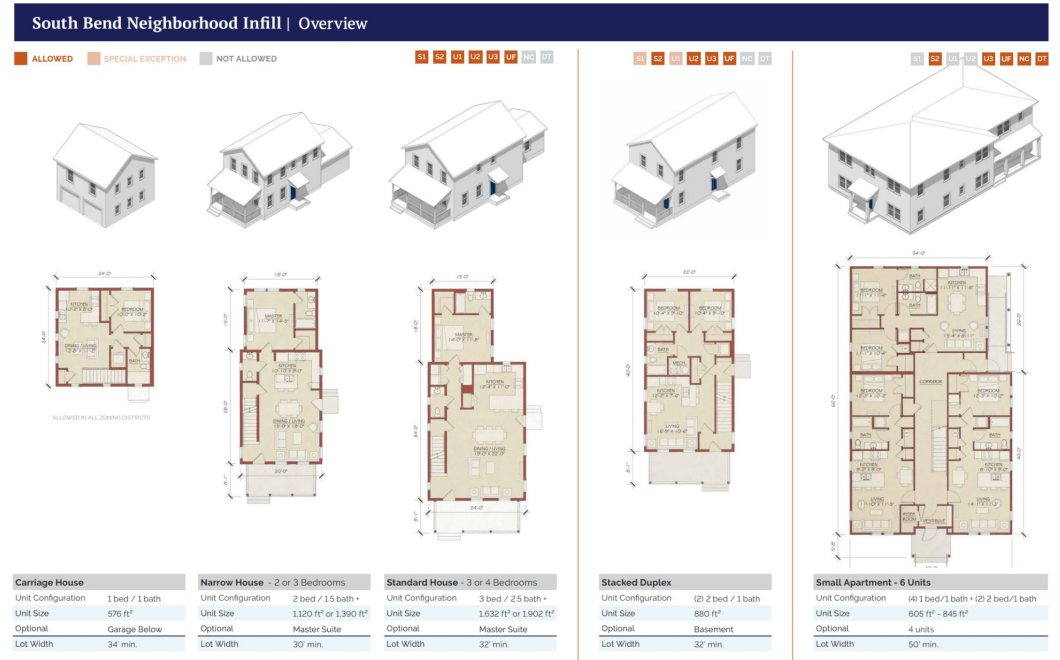 South Bend Neighborhood Infill | Overview
ALLOWED SPECIAL EXCEPTION NOT ALLOWED
S1 S2 U1 U2 U3 UF NC DT
S1 S2 U1 U2 U3 UF NC DT
S1 S2 U1 U2 U3 UF NC DT
24'-0"
24'-0"
KITCHEN
BEDROOM
DINING / LIVING
BATH
*ALLOWED IN ALL ZONING DISTRICTS
18'-0"
MASTER
KITCHEN
DINING / LIVING
20'-0"
15'-0"
MASTER
KITCHEN
DINING / LIVING
24'-0"
22'-0"
BEDROOM
BEDROOM
BATH
MECH
KITCHEN
LIVING
40'-0"
34'-0"
BATH
KITCHEN
BEDROOM
BATH
LIVING
BEDROOM
CORRIDOR
BEDROOM
BEDROOM
BATH
BATH
KITCHEN
KITCHEN
LIVING
LIVING
RISER ROOM
VESTIBULE
40'-0"
Carriage House
Unit Configuration 1 bed / 1 bath
Unit Size 576 ft²
Optional Garage Below
Lot Width 34' min.
Narrow House - 2 or 3 Bedrooms
Unit Configuration 2 bed / 1.5 bath +
Unit Size 1,120 ft² or 1,390 ft²
Optional Master Suite
Lot Width 30' min.
Standard House - 3 or 4 Bedrooms
Unit Configuration 3 bed / 2.5 bath +
Unit Size 1,632 ft² or 1,902 ft²
Optional Master Suite
Lot Width 32' min.
Stacked Duplex
Unit Configuration (2) 2 bed / 1 bath
Unit Size 880 ft²
Optional Basement
Lot Width 32' min.
Small Apartment - 6 Units
Unit Configuration (4) 1 bed/1 bath + (2) 2 bed/1 bath
Unit Size 605 ft² - 845 ft²
Optional 4 units
Lot Width 50' min.